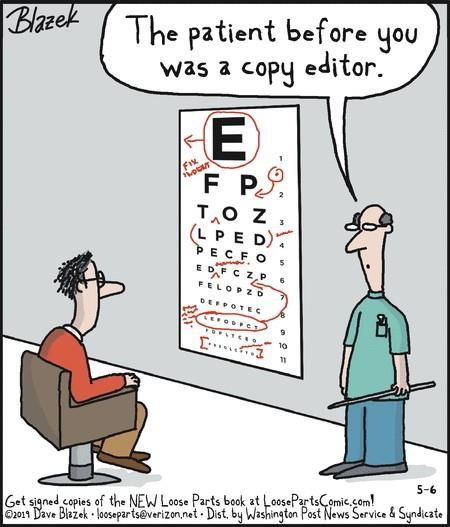 Blazek
The patient before you
was a copy editor.
E
1
FIX
F P
2
T O Z
3
L P E D
4
P E C F O
5
E D F C Z P
6
F E L O P Z D
7
D E F P O T E C
8
L E F O D P C T
9
F D P L T C E O
10
11
5-6
Get signed copies of the NEW Loose Parts book at LoosePartsComic.com!
©2019 Dave Blazek • looseparts@verizon.net • Dist. by Washington Post News Service & Syndicate